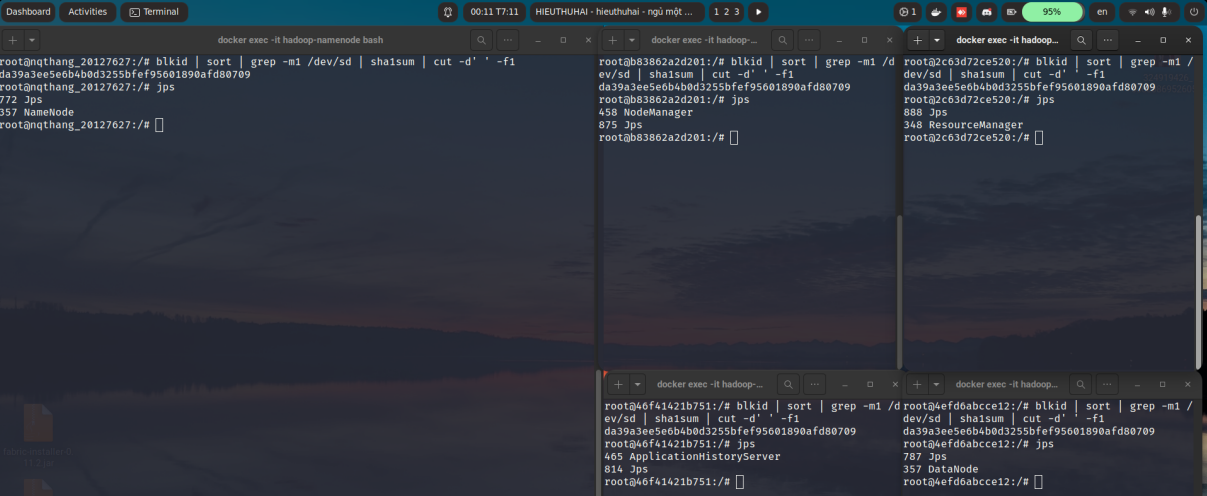 Dashboard Activities Terminal 00:11 T7:11 HIEUTHUHAI - hieuthuhai - ngủ một ... 1 2 3 1 95% en
docker exec -it hadoop-namenode bash
root@nqthang_20127627:/# blkid | sort | grep -m1 /dev/sd | sha1sum | cut -d' ' -f1
da39a3ee5e6b4b0d3255bfef95601890afd80709
root@nqthang_20127627:/# jps
772 Jps
357 NameNode
root@nqthang_20127627:/#
docker exec -it hadoop-...
root@b83862a2d201:/# blkid | sort | grep -m1 /d
ev/sd | sha1sum | cut -d' ' -f1
da39a3ee5e6b4b0d3255bfef95601890afd80709
root@b83862a2d201:/# jps
458 NodeManager
875 Jps
root@b83862a2d201:/#
docker exec -it hadoop...
root@2c63d72ce520:/# blkid | sort | grep -m1 /
dev/sd | sha1sum | cut -d' ' -f1
da39a3ee5e6b4b0d3255bfef95601890afd80709
root@2c63d72ce520:/# jps
888 Jps
348 ResourceManager
root@2c63d72ce520:/#
docker exec -it hadoop-...
root@46f41421b751:/# blkid | sort | grep -m1 /d
ev/sd | sha1sum | cut -d' ' -f1
da39a3ee5e6b4b0d3255bfef95601890afd80709
root@46f41421b751:/# jps
465 ApplicationHistoryServer
814 Jps
root@46f41421b751:/#
docker exec -it hadoop...
root@4efd6abcce12:/# blkid | sort | grep -m1 /
dev/sd | sha1sum | cut -d' ' -f1
da39a3ee5e6b4b0d3255bfef95601890afd80709
root@4efd6abcce12:/# jps
787 Jps
357 DataNode
root@4efd6abcce12:/#